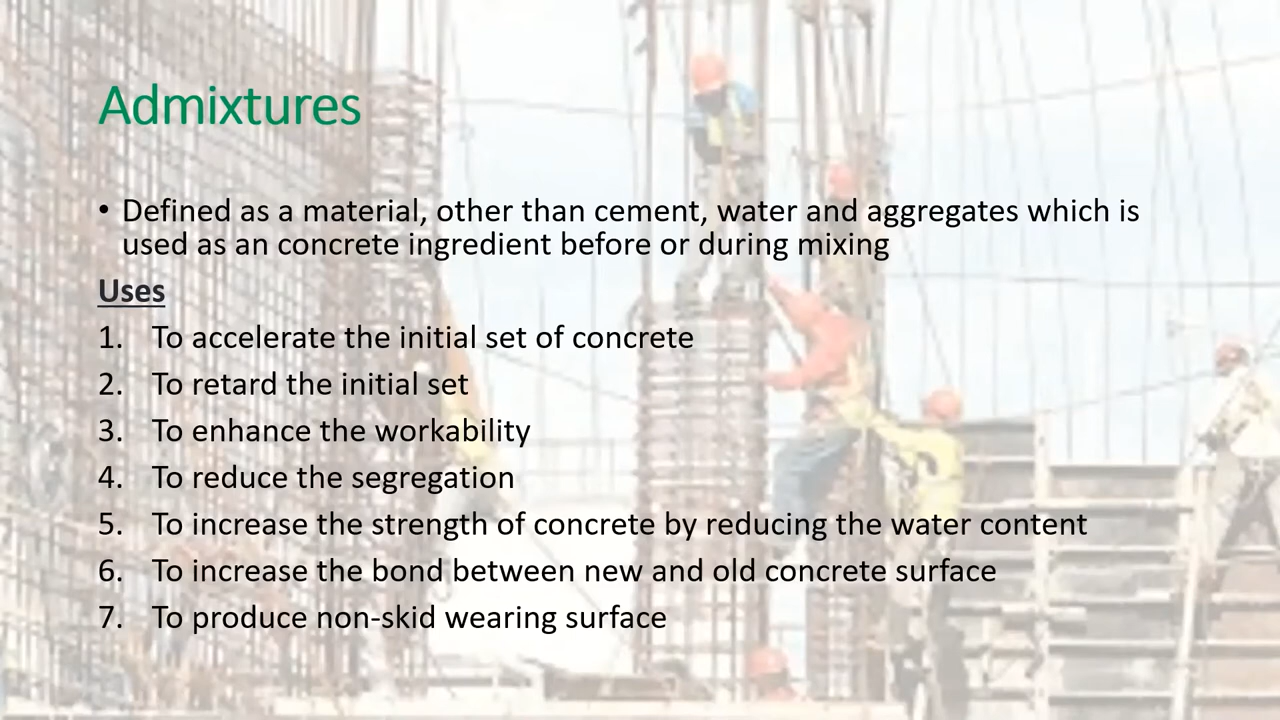 Admixtures
• Defined as a material, other than cement, water and aggregates which is
used as an concrete ingredient before or during mixing
Uses
1. To accelerate the initial set of concrete
2. To retard the initial set
3. To enhance the workability
4. To reduce the segregation
5. To increase the strength of concrete by reducing the water content
6. To increase the bond between new and old concrete surface
7. To produce non-skid wearing surface